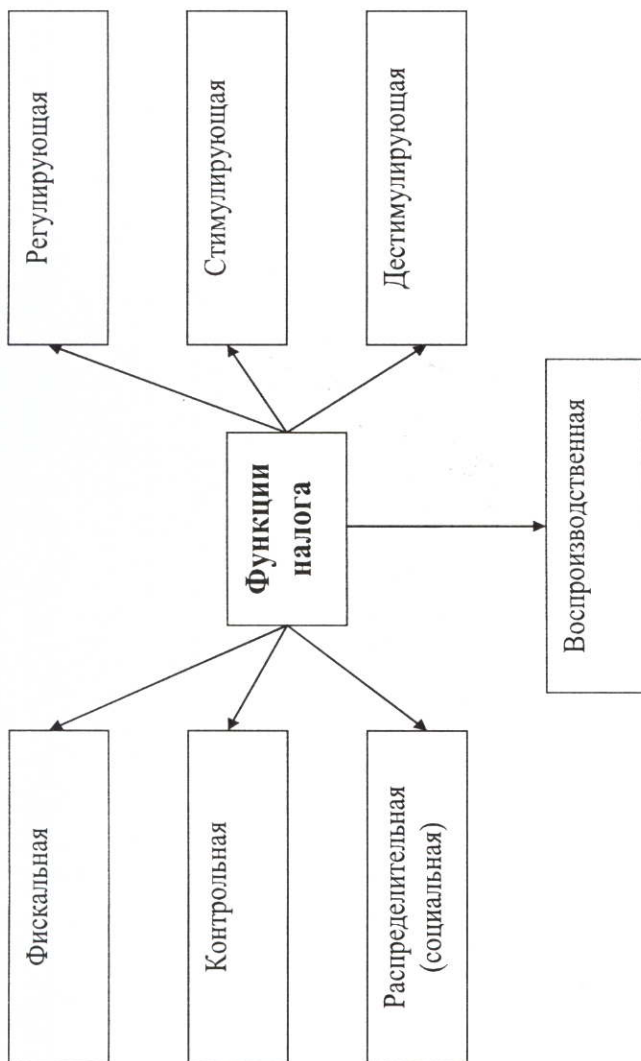 Фискальная
Регулирующая
Функции
налога
Контрольная
Стимулирующая
Распределительная
(социальная)
Дестимулирующая
Воспроизводственная